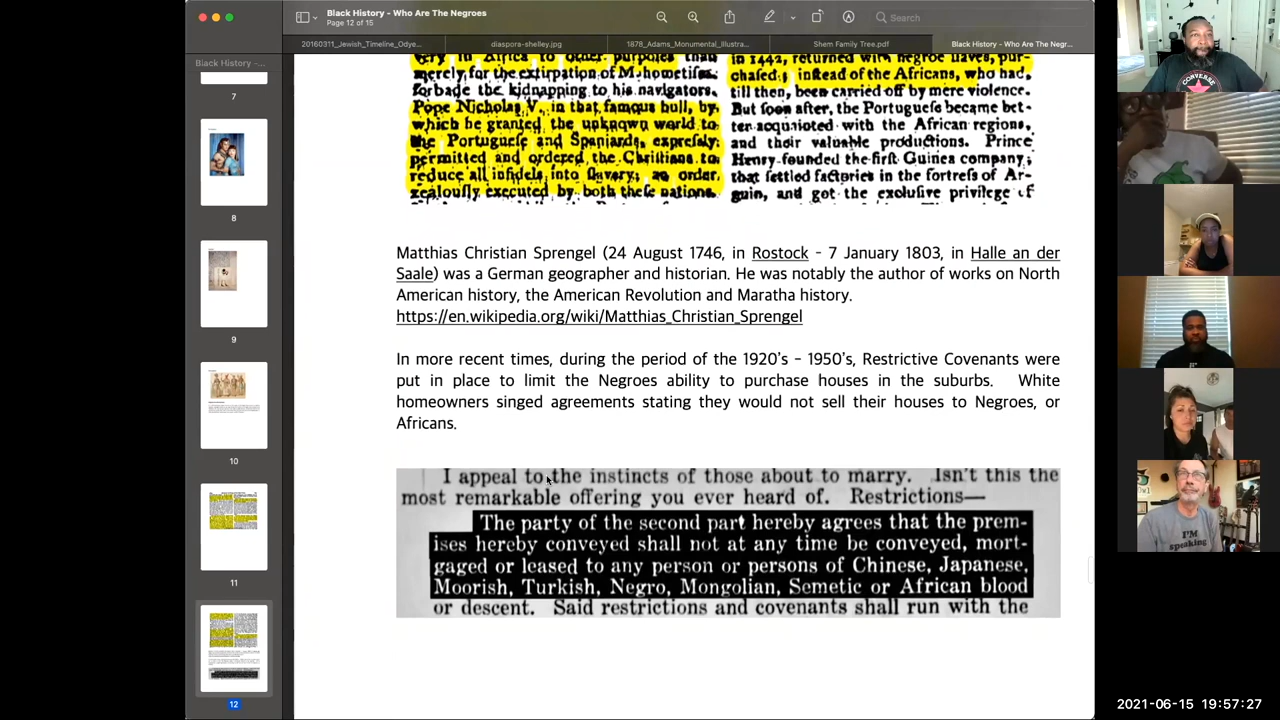 Black History - Who Are The Negroes
Page 12 of 15
Search
20160311_Jewish_Timeline_Odye...
diaspora-shelley.jpg
1878_Adams_Monumental_Illustra...
Shem Family Tree.pdf
Black History - Who Are The Negr...
Black History -...
7
8
9
10
11
12
ery in Africa to other purposes than
merely for the extirpation of M.hometism.
forbade the kidnapping to his navigators.
Pope Nicholas V. in that famous bull, by
which he granted the unknown world to
the Portuguese and Spaniards, expressly
permitted and ordered the Christians to
reduce all infidels into slavery; an order
zealously executed by both these nations.
in 1442, returned with negroe slaves, pur-
chased; instead of the Africans, who had,
till then, been carried off by mere violence.
But soon after, the Portuguese became bet-
ter acquainted with the African regions,
and their valuable productions. Prince
Henry founded the first Guinea company;
that settled factories in the fortress of Ar-
guin, and got the exclusive privilege of
Matthias Christian Sprengel (24 August 1746, in Rostock - 7 January 1803, in Halle an der
Saale) was a German geographer and historian. He was notably the author of works on North
American history, the American Revolution and Maratha history.
https://en.wikipedia.org/wiki/Matthias_Christian_Sprengel
In more recent times, during the period of the 1920's - 1950's, Restrictive Covenants were
put in place to limit the Negroes ability to purchase houses in the suburbs. White
homeowners singed agreements stating they would not sell their houses to Negroes, or
Africans.
I appeal to the instincts of those about to marry. Isn't this the
most remarkable offering you ever heard of. Restrictions—
The party of the second part hereby agrees that the prem-
ises hereby conveyed shall not at any time be conveyed, mort-
gaged or leased to any person or persons of Chinese, Japanese,
Moorish, Turkish, Negro, Mongolian, Semetic or African blood
or descent. Said restrictions and covenants shall run with the
CONVERSE
I'M
speaking
2021-06-15 19:57:27